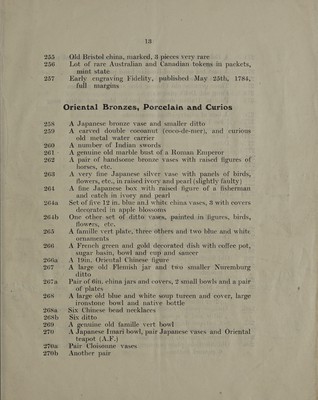 13
255 Old Bristol china, marked, 3 pieces very rare
256 Lot of rare Australian and Canadian tokens in packets,
mint state
257 Early engraving Fidelity, published May 25th, 1784,
full margins
Oriental Bronzes, Porcelain and Curios
258 A Japanese bronze vase and smaller ditto
259 A carved double cocoanut (coco-de-mer), and curious
old metal water carrier
260 A number of Indian swords
261 A genuine old marble bust of a Roman Emperor
262 A pair of handsome bronze vases with raised figures of
horses, etc.
263 A very fine Japanese silver vase with panels of birds,
flowers, etc., in raised ivory and pearl (slightly faulty)
264 A fine Japanese box with raised figure of a fisherman
and catch in ivory and pearl
264a Set of five 12 in. blue and white china vases, 3 with covers
decorated in apple blossoms
264b One other set of ditto vases, painted in figures, birds,
flowers, etc.
265 A famille vert plate, three others and two blue and white
ornaments
266 A French green and gold decorated dish with coffee pot,
sugar basin, bowl and cup and saucer
266a A 19in. Oriental Chinese figure
267 A large old Flemish jar and two smaller Nuremburg
ditto
267a Pair of 6in. china jars and covers, 2 small bowls and a pair
of plates
268 A large old blue and white soup tureen and cover, large
ironstone bowl and native bottle
268a Six Chinese bead necklaces
268b Six ditto
269 A genuine old famille vert bowl
270 A Japanese Imari bowl, pair Japanese vases and Oriental
teapot (A.F.)
270a Pair Cloisinne vases
270b Another pair